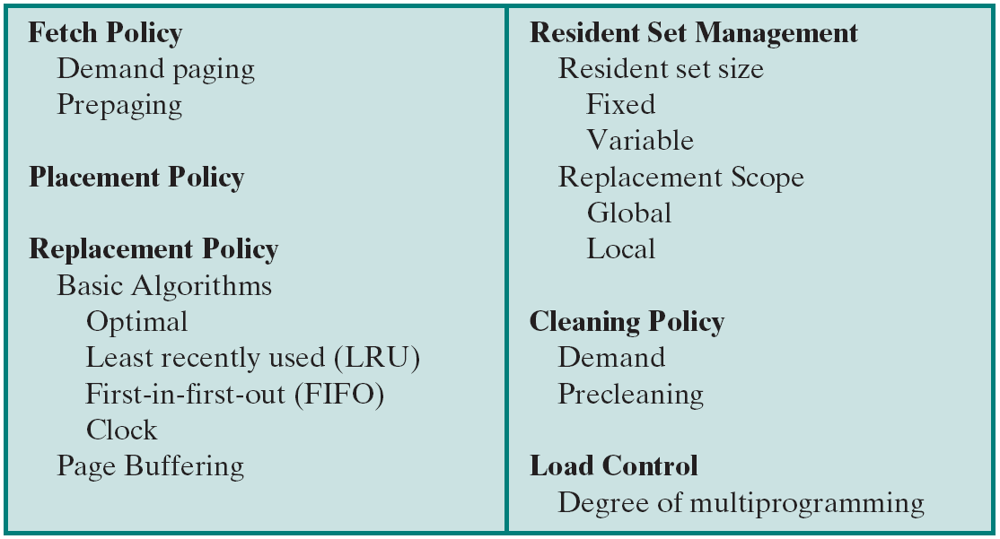 Fetch Policy
Demand paging
Prepaging
Placement Policy
Replacement Policy
Basic Algorithms
Optimal
Least recently used (LRU)
First-in-first-out (FIFO)
Clock
Page Buffering
Resident Set Management
Resident set size
Fixed
Variable
Replacement Scope
Global
Local
Cleaning Policy
Demand
Precleaning
Load Control
Degree of multiprogramming